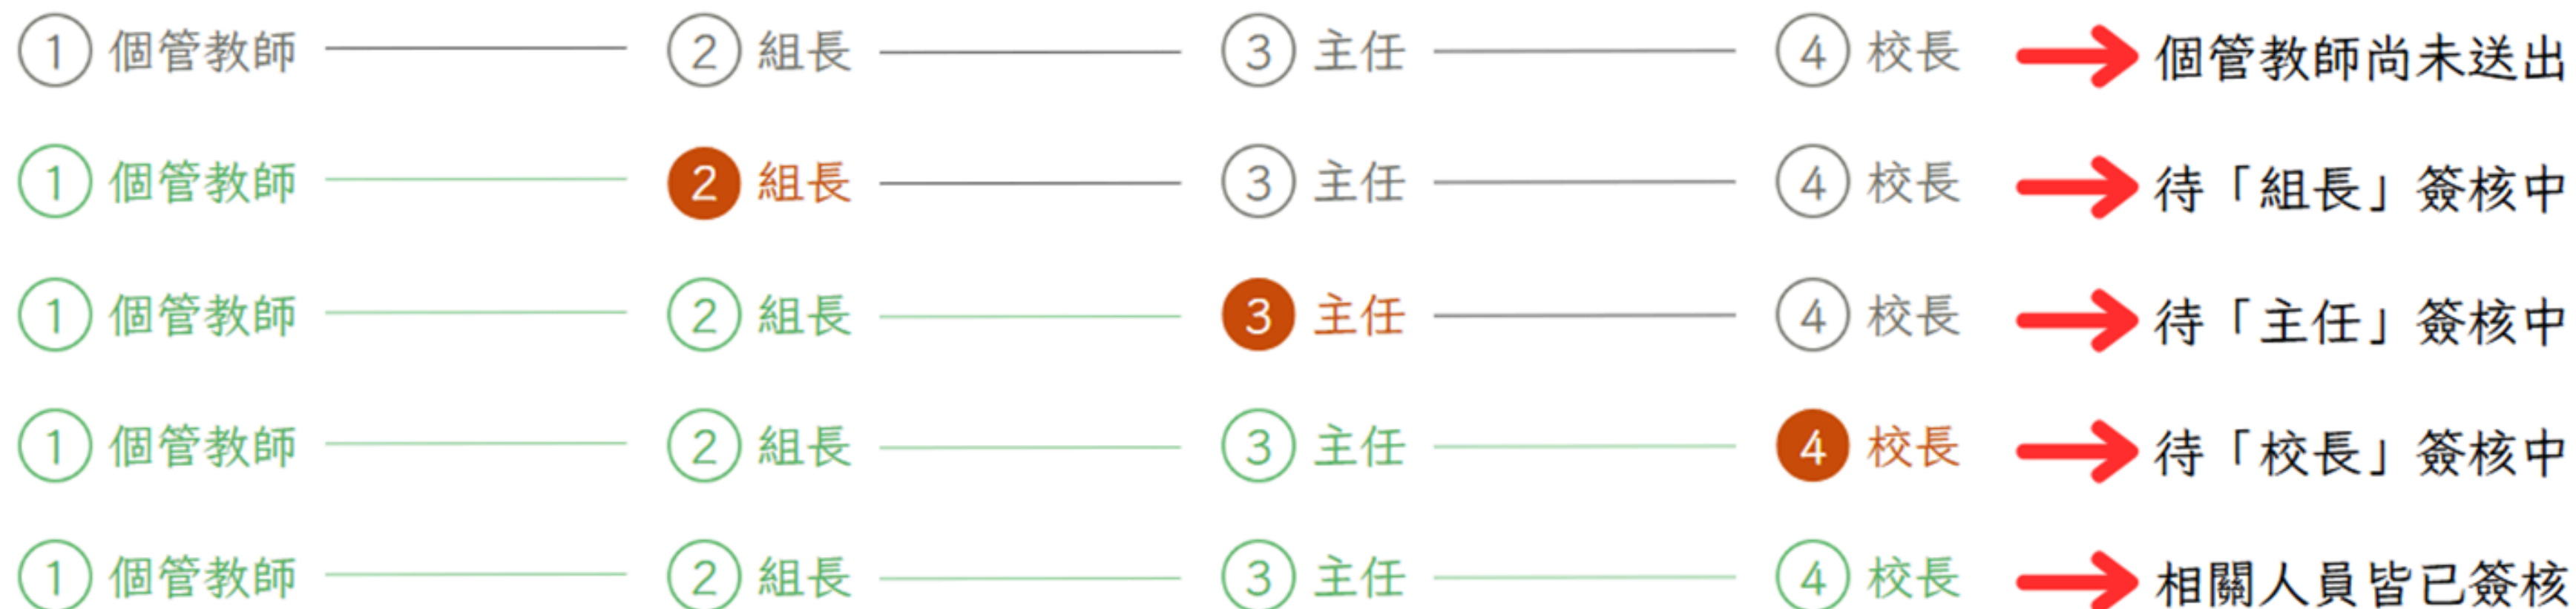 1 個管教師 2 組長 3 主任 4 校長 個管教師尚未送出
1 個管教師 2 組長 3 主任 4 校長 待「組長」簽核中
1 個管教師 2 組長 3 主任 4 校長 待「主任」簽核中
1 個管教師 2 組長 3 主任 4 校長 待「校長」簽核中
1 個管教師 2 組長 3 主任 4 校長 相關人員皆已簽核